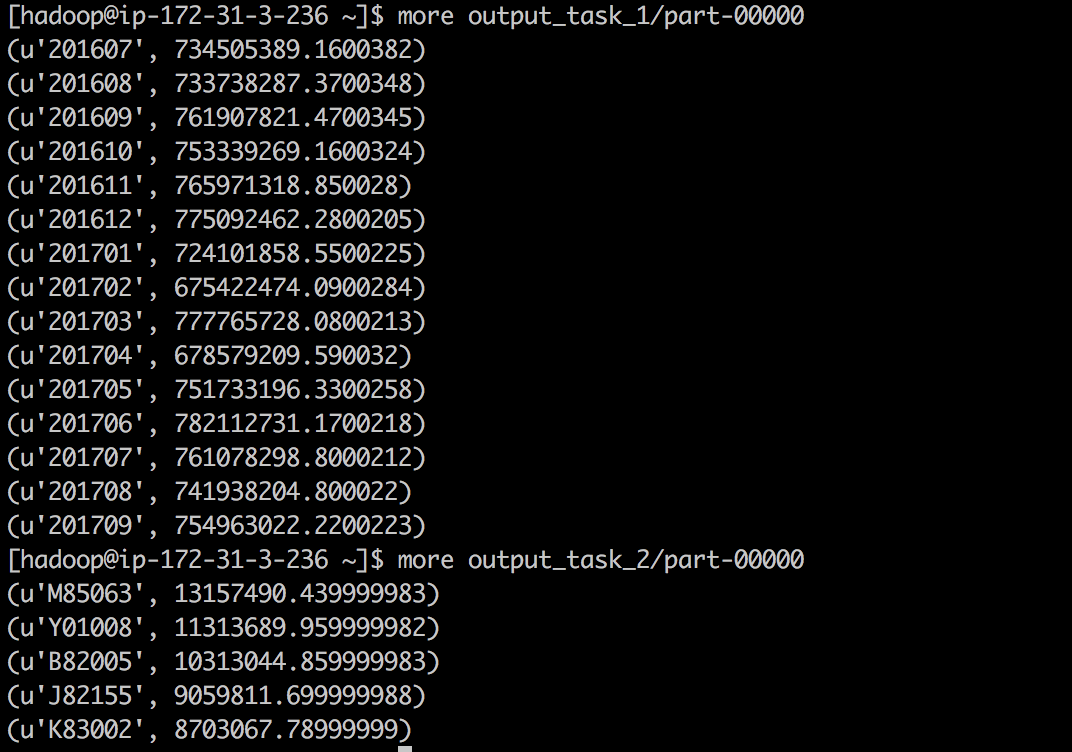 [hadoop@ip-172-31-3-236 ~]$ more output_task_1/part-00000
(u'201607', 734505389.1600382)
(u'201608', 733738287.3700348)
(u'201609', 761907821.4700345)
(u'201610', 753339269.1600324)
(u'201611', 765971318.850028)
(u'201612', 775092462.2800205)
(u'201701', 724101858.5500225)
(u'201702', 675422474.0900284)
(u'201703', 777765728.0800213)
(u'201704', 678579209.590032)
(u'201705', 751733196.3300258)
(u'201706', 782112731.1700218)
(u'201707', 761078298.8000212)
(u'201708', 741938204.800022)
(u'201709', 754963022.2200223)
[hadoop@ip-172-31-3-236 ~]$ more output_task_2/part-00000
(u'M85063', 13157490.439999983)
(u'Y01008', 11313689.959999982)
(u'B82005', 10313044.859999983)
(u'J82155', 9059811.699999988)
(u'K83002', 8703067.78999999)